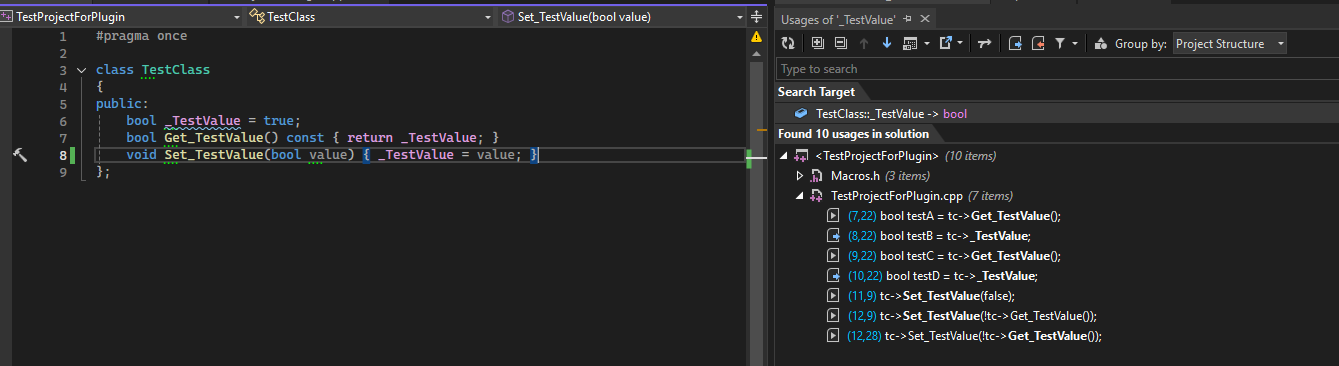 TestProjectForPlugin
TestClass
Set_TestValue(bool value)
1 #pragma once
2
3 class TestClass
4 {
5 public:
6 bool _TestValue = true;
7 bool Get_TestValue() const { return _TestValue; }
8 void Set_TestValue(bool value) { _TestValue = value; }
9 };
Usages of '_TestValue'
Group by: Project Structure
Type to search
Search Target
TestClass::_TestValue -> bool
Found 10 usages in solution
<TestProjectForPlugin> (10 items)
Macros.h (3 items)
TestProjectForPlugin.cpp (7 items)
(7,22) bool testA = tc->Get_TestValue();
(8,22) bool testB = tc->_TestValue;
(9,22) bool testC = tc->Get_TestValue();
(10,22) bool testD = tc->_TestValue;
(11,9) tc->Set_TestValue(false);
(12,9) tc->Set_TestValue(!tc->Get_TestValue());
(12,28) tc->Set_TestValue(!tc->Get_TestValue());